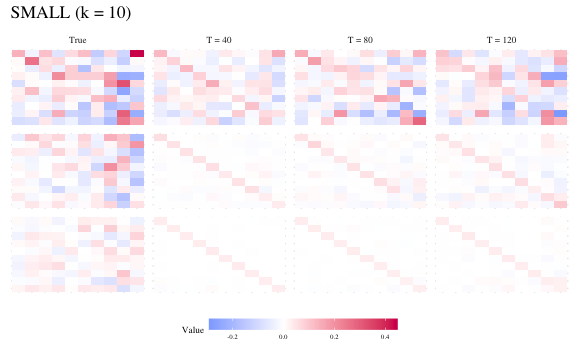 SMALL (k = 10)
True T = 40 T = 80 T = 120
Value
-0.2 0.0 0.2 0.4